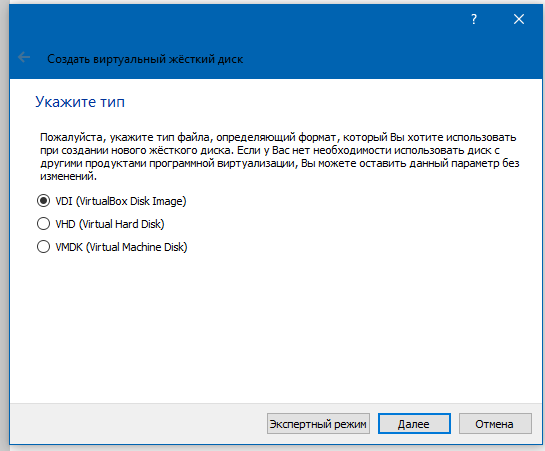 ?
Создать виртуальный жёсткий диск
Укажите тип
Пожалуйста, укажите тип файла, определяющий формат, который Вы хотите использовать
при создании нового жёсткого диска. Если у Вас нет необходимости использовать диск с
другими продуктами программной виртуализации, Вы можете оставить данный параметр без
изменений.
VDI (VirtualBox Disk Image)
VHD (Virtual Hard Disk)
VMDK (Virtual Machine Disk)
Экспертный режим Далее Отмена